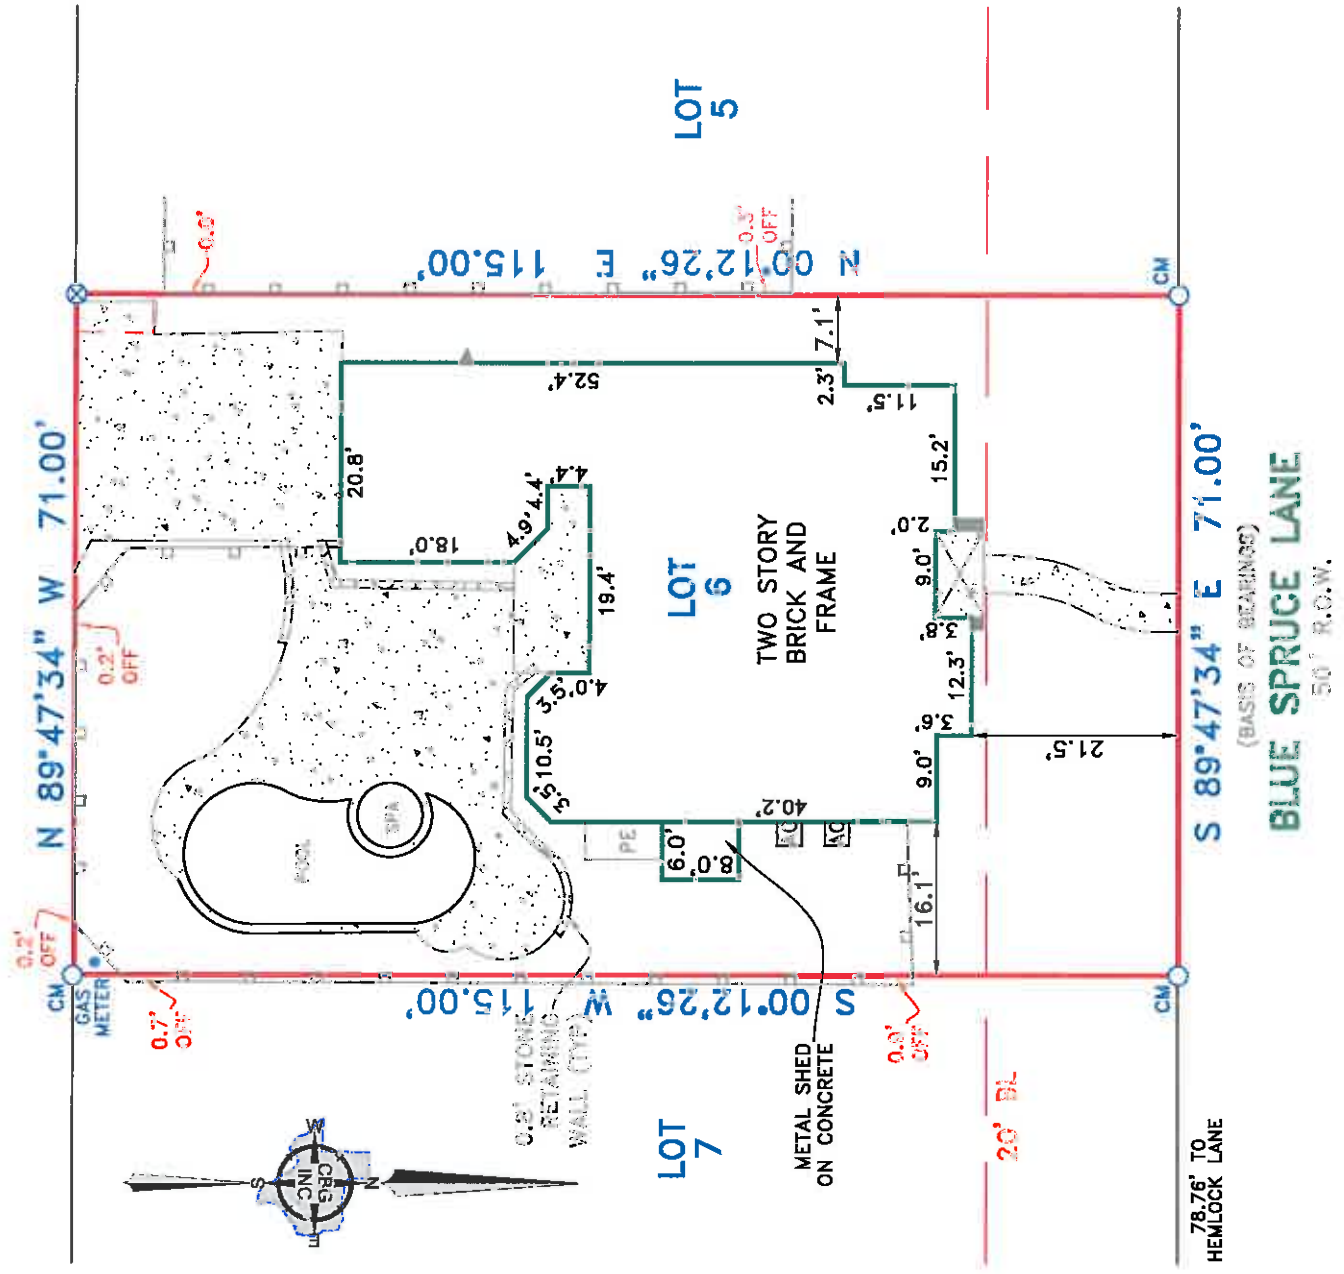 N 89°47'34" W 71.00'
0.2'
OFF
CM
GAS
METER
0.7'
OFF
0.2'
OFF
POOL
SPA
N 00°12'26" E 115.00'
0.3'
OFF
LOT
5
20.8'
52.4'
18.0'
4.9'
4.4'
4.4'
19.4'
4.0'
3.5'
10.5'
3.5'
7.1'
2.3'
11.5'
15.2'
2.0'
9.0'
3.8'
12.3'
3.6'
9.0'
40.2'
6.0'
8.0'
PE
AC
AC
16.1'
21.5'
LOT
6
TWO STORY
BRICK AND
FRAME
S 00°12'26" W 115.00'
0.8' STONE
RETAINING
WALL (TYP)
METAL SHED
ON CONCRETE
LOT
7
20' BL
CM
CM
S 89°47'34" E 71.00'
(BASIS OF BEARINGS)
BLUE SPRUCE LANE
50' R.O.W.
78.76' TO
HEMLOCK LANE
S
W
N
E
CRG
INC